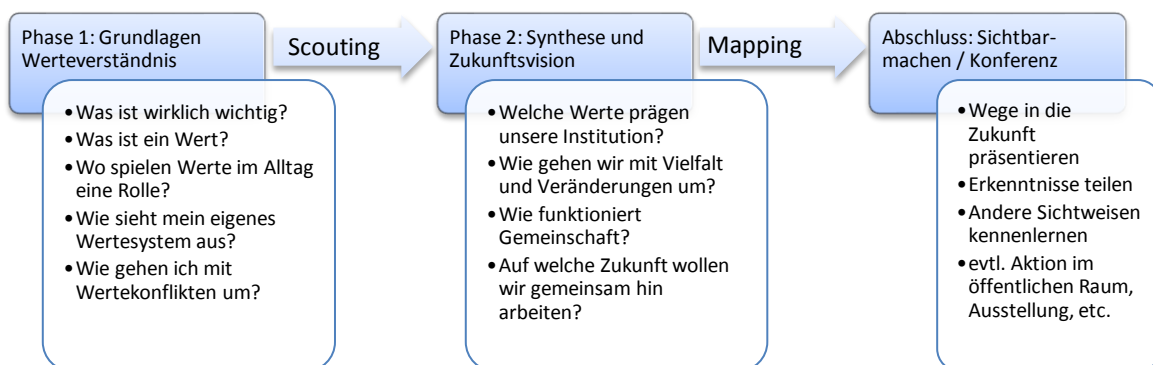 Phase 1: Grundlagen
Werteverständnis
•Was ist wirklich wichtig?
•Was ist ein Wert?
•Wo spielen Werte im Alltag
eine Rolle?
•Wie sieht mein eigenes
Wertesystem aus?
•Wie gehen ich mit
Wertekonflikten um?
Scouting
Phase 2: Synthese und
Zukunftsvision
•Welche Werte prägen
unsere Institution?
•Wie gehen wir mit Vielfalt
und Veränderungen um?
•Wie funktioniert
Gemeinschaft?
•Auf welche Zukunft wollen
wir gemeinsam hin
arbeiten?
Mapping
Abschluss: Sichtbar-
machen / Konferenz
•Wege in die
Zukunft
präsentieren
•Erkenntnisse teilen
•Andere Sichtweisen
kennenlernen
•evtl. Aktion im
öffentlichen Raum,
Ausstellung, etc.